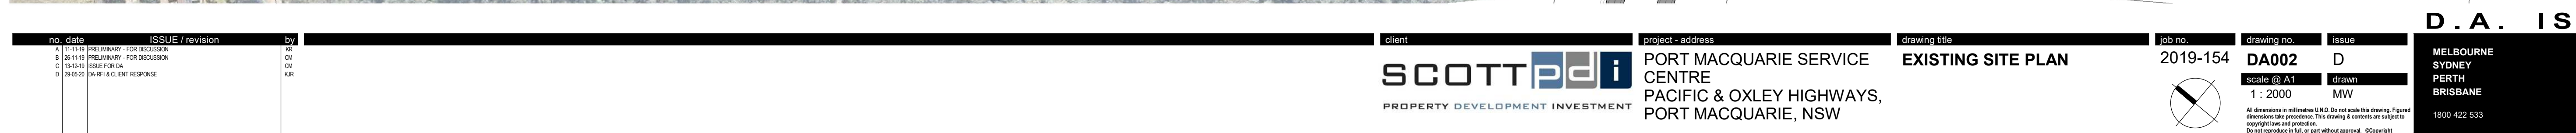 D.A. IS
no. date ISSUE / revision by
A 11-11-19 PRELIMINARY - FOR DISCUSSION KR
B 26-11-19 PRELIMINARY - FOR DISCUSSION CM
C 13-12-19 ISSUE FOR DA CM
D 29-05-20 DA-RFI & CLIENT RESPONSE KJR
client
SCOTT pdi
PROPERTY DEVELOPMENT INVESTMENT
project - address
PORT MACQUARIE SERVICE
CENTRE
PACIFIC & OXLEY HIGHWAYS,
PORT MACQUARIE, NSW
drawing title
EXISTING SITE PLAN
job no.
2019-154
drawing no.
DA002
issue
D
scale @ A1
1 : 2000
drawn
MW
All dimensions in millimetres U.N.O. Do not scale this drawing. Figured
dimensions take precedence. This drawing & contents are subject to
copyright laws and protection.
Do not reproduce in full, or part without approval. ©Copyright
MELBOURNE
SYDNEY
PERTH
BRISBANE
1800 422 533